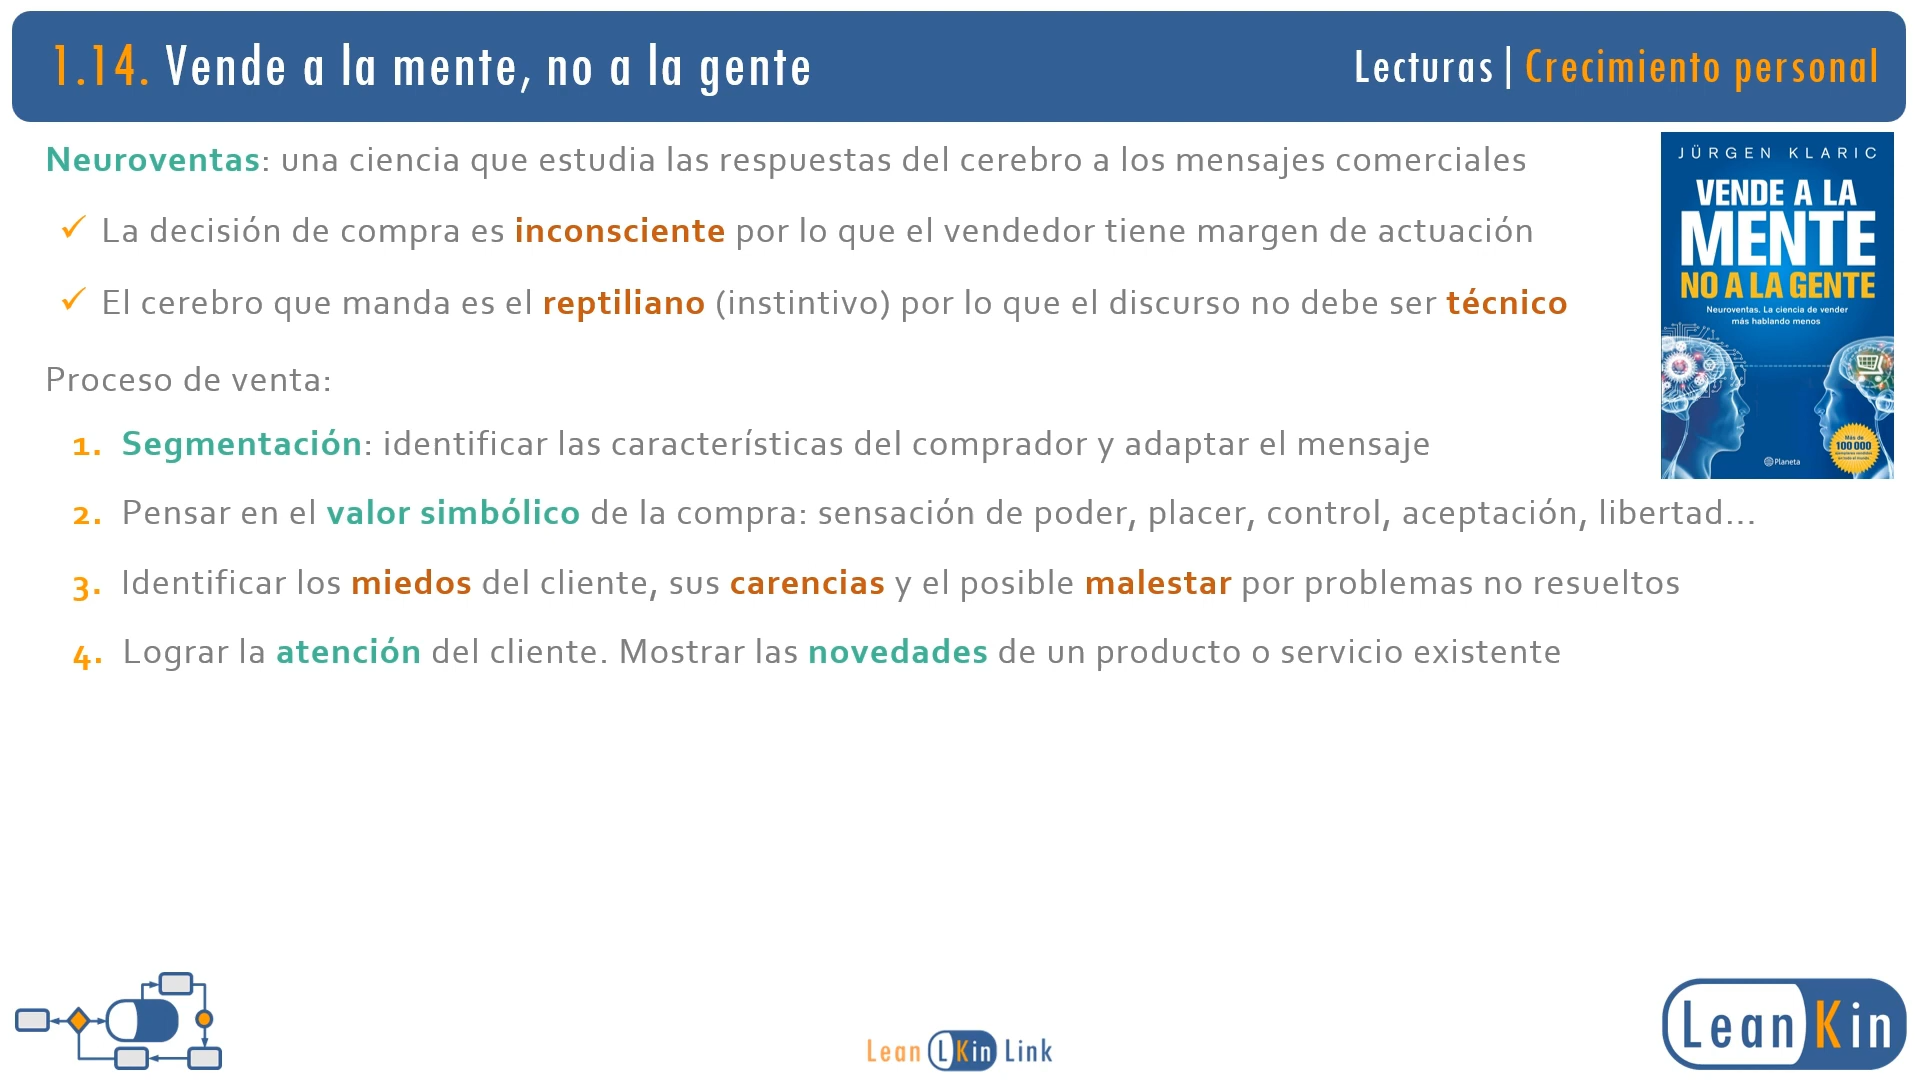 1.14. Vende a la mente, no a la gente
Lecturas | Crecimiento personal
Neuroventas: una ciencia que estudia las respuestas del cerebro a los mensajes comerciales
✓ La decisión de compra es inconsciente por lo que el vendedor tiene margen de actuación
✓ El cerebro que manda es el reptiliano (instintivo) por lo que el discurso no debe ser técnico
Proceso de venta:
1. Segmentación: identificar las características del comprador y adaptar el mensaje
2. Pensar en el valor simbólico de la compra: sensación de poder, placer, control, aceptación, libertad...
3. Identificar los miedos del cliente, sus carencias y el posible malestar por problemas no resueltos
4. Lograr la atención del cliente. Mostrar las novedades de un producto o servicio existente
JÜRGEN KLARIC
VENDE A LA
MENTE
NO A LA GENTE
Neuroventas. La ciencia de vender
más hablando menos
Más de
100 000
Planeta
Lean LKin Link
LeanKin